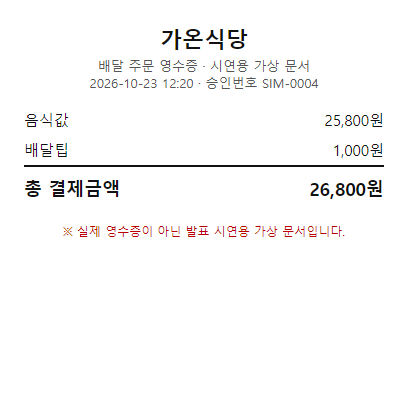 가온식당
배달 주문 영수증 · 시연용 가상 문서
2026-10-23 12:20 · 승인번호 SIM-0004
음식값 25,800원
배달팁 1,000원
총 결제금액 26,800원
※ 실제 영수증이 아닌 발표 시연용 가상 문서입니다.